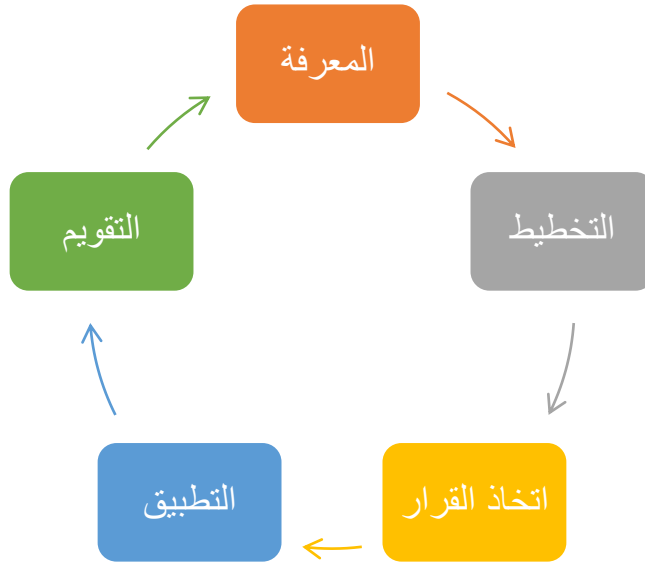 المعرفة
التخطيط
اتخاذ القرار
التطبيق
التقويم